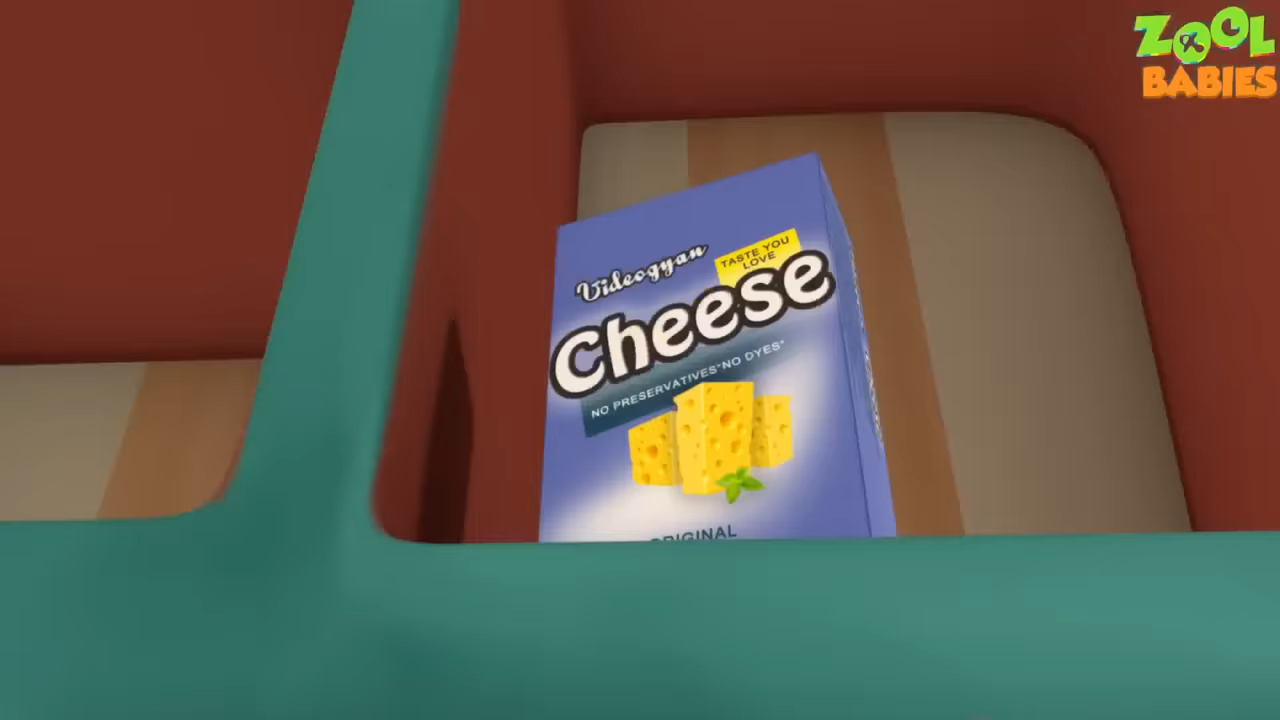 ZOOL
BABIES
Videogyan
TASTE YOU
LOVE
Cheese
NO PRESERVATIVES*NO DYES*
ORIGINAL